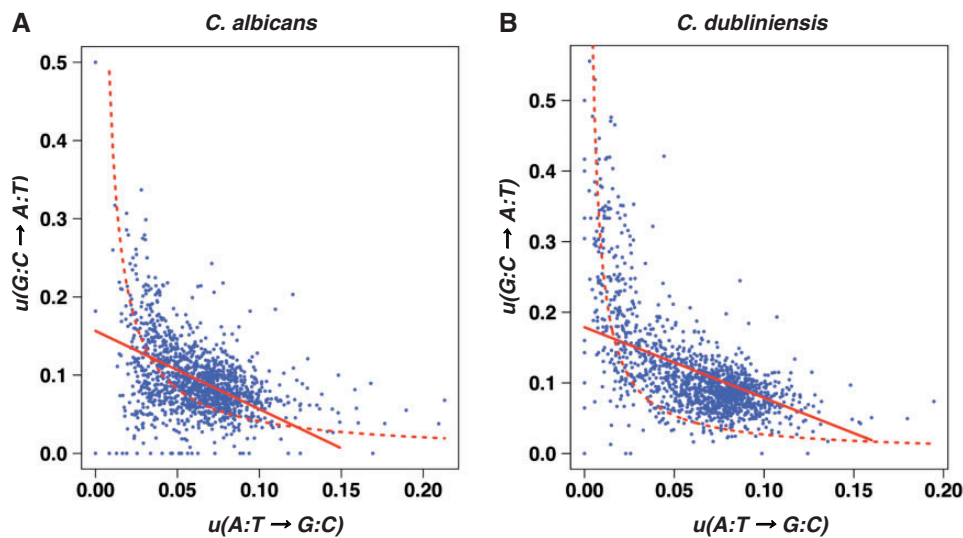 A
C. albicans
0.5
0.4
0.3
0.2
0.1
0.0
u(G:C → A:T)
0.00 0.05 0.10 0.15 0.20
u(A:T → G:C)
B
C. dubliniensis
0.5
0.4
0.3
0.2
0.1
0.0
u(G:C → A:T)
0.00 0.05 0.10 0.15 0.20
u(A:T → G:C)